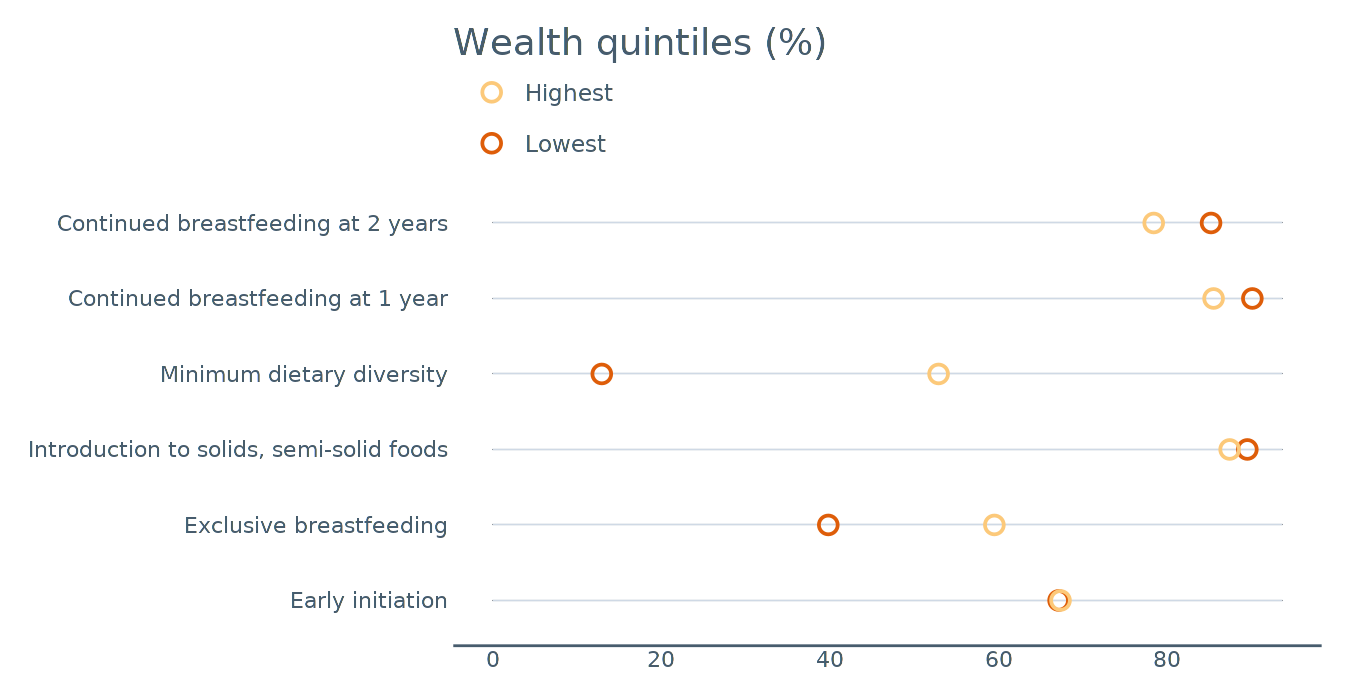 Wealth quintiles (%)
Highest
Lowest
Continued breastfeeding at 2 years
Continued breastfeeding at 1 year
Minimum dietary diversity
Introduction to solids, semi-solid foods
Exclusive breastfeeding
Early initiation
0 20 40 60 80